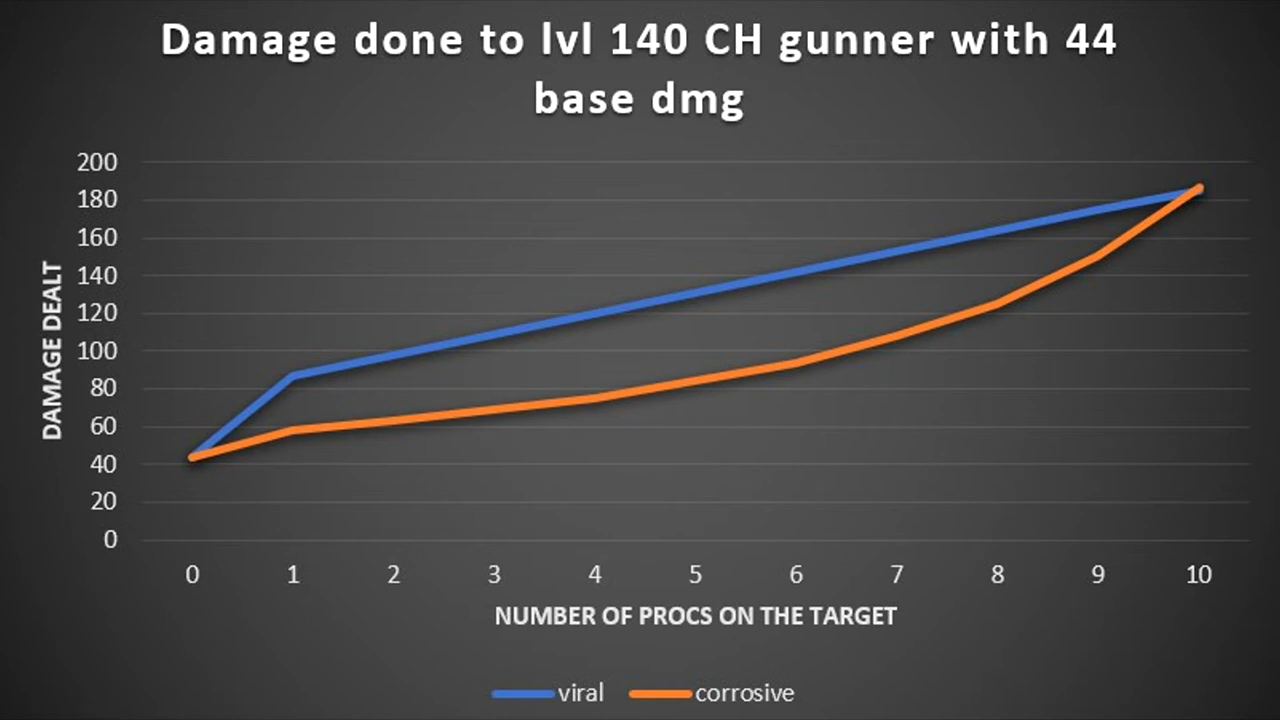 Damage done to lvl 140 CH gunner with 44
base dmg
200
180
160
140
120
100
80
60
40
20
0
DAMAGE DEALT
0 1 2 3 4 5 6 7 8 9 10
NUMBER OF PROCS ON THE TARGET
viral corrosive